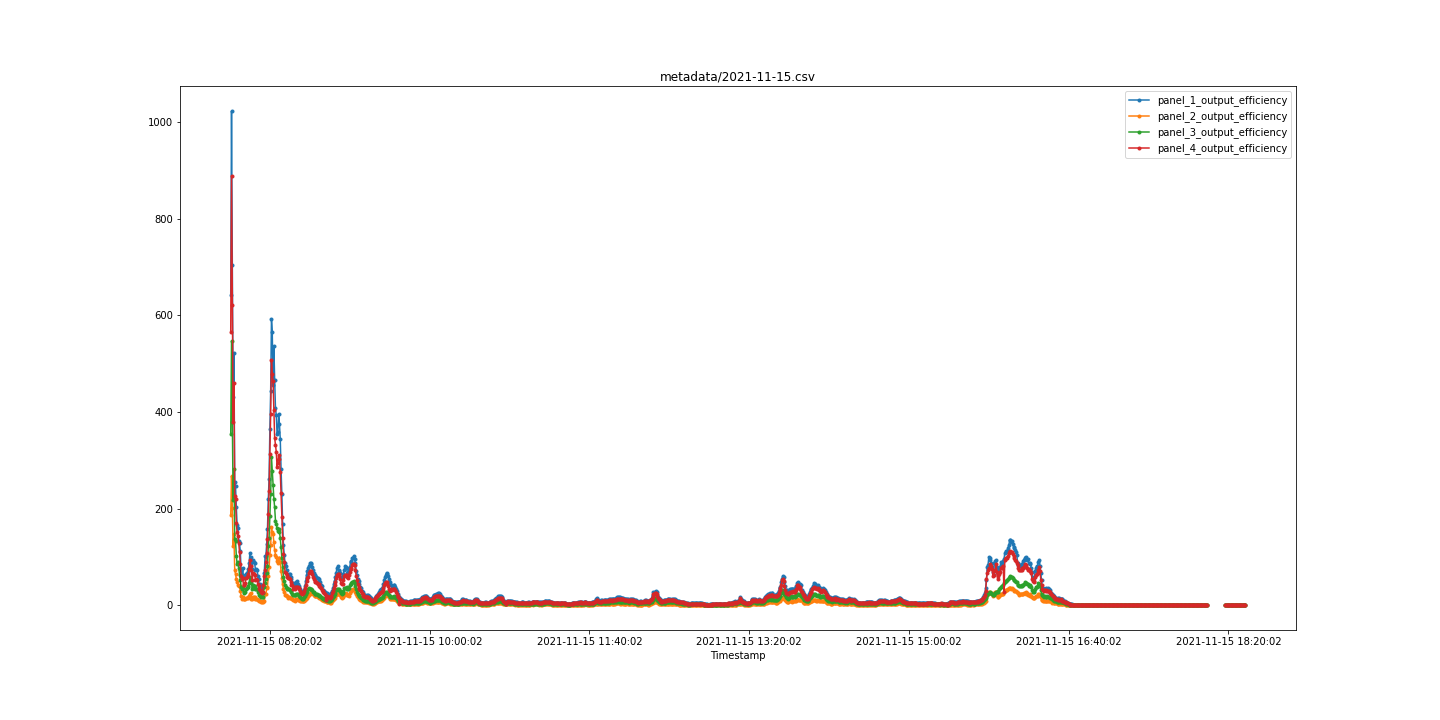 metadata/2021-11-15.csv
panel_1_output_efficiency
panel_2_output_efficiency
panel_3_output_efficiency
panel_4_output_efficiency
1000
800
600
400
200
0
2021-11-15 08:20:02 2021-11-15 10:00:02 2021-11-15 11:40:02 2021-11-15 13:20:02 2021-11-15 15:00:02 2021-11-15 16:40:02 2021-11-15 18:20:02
Timestamp